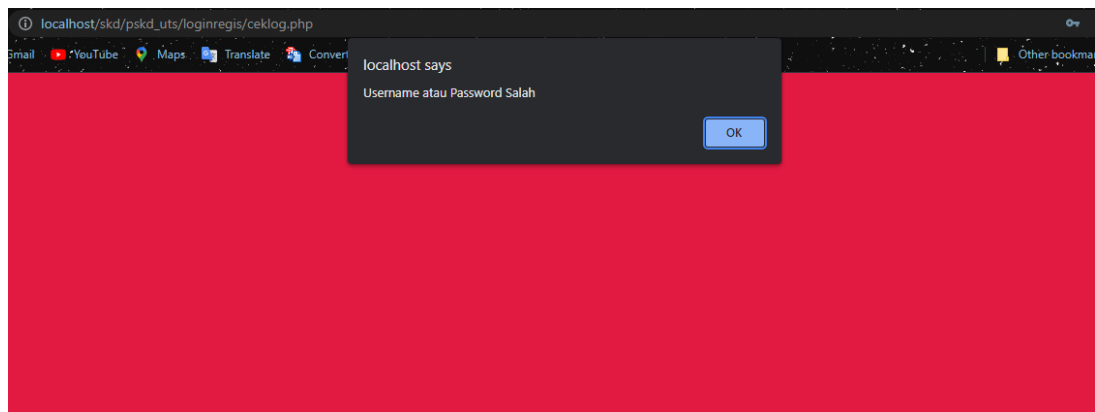 localhost/skd/pskd_uts/loginregis/ceklog.php
Gmail YouTube Maps Translate Convert Other bookmar
localhost says
Username atau Password Salah
OK